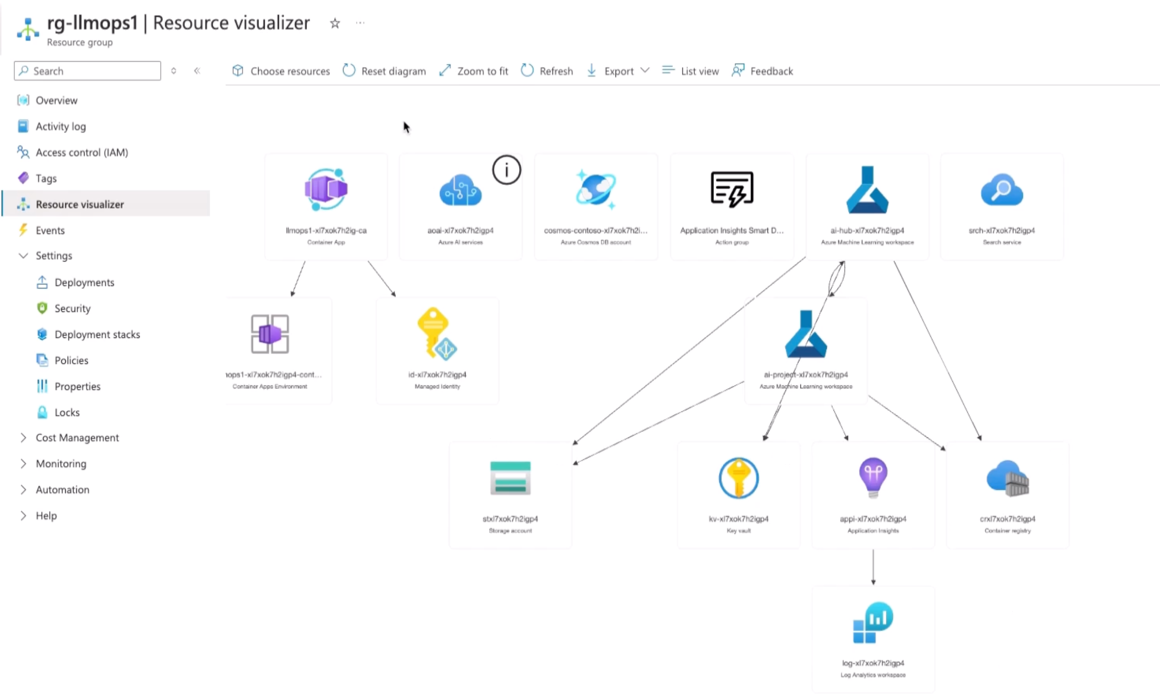 rg-llmops1 | Resource visualizer
Resource group
Search
Choose resources
Reset diagram
Zoom to fit
Refresh
Export
List view
Feedback
Overview
Activity log
Access control (IAM)
Tags
Resource visualizer
Events
Settings
Deployments
Security
Deployment stacks
Policies
Properties
Locks
Cost Management
Monitoring
Automation
Help
llmops1-xl7xok7h2ig-ca
Container App
aoai-xl7xok7h2igp4
Azure AI services
cosmos-contoso-xl7xok7h2i...
Azure Cosmos DB account
Application Insights Smart D...
Action group
ai-hub-xl7xok7h2igp4
Azure Machine Learning workspace
srch-xl7xok7h2igp4
Search service
mops1-xl7xok7h2igp4-cont...
Container Apps Environment
id-xl7xok7h2igp4
Managed Identity
ai-project-xl7xok7h2igp4
Azure Machine Learning workspace
stxl7xok7h2igp4
Storage account
kv-xl7xok7h2igp4
Key vault
appi-xl7xok7h2igp4
Application Insights
crxl7xok7h2igp4
Container registry
log-xl7xok7h2igp4
Log Analytics workspace